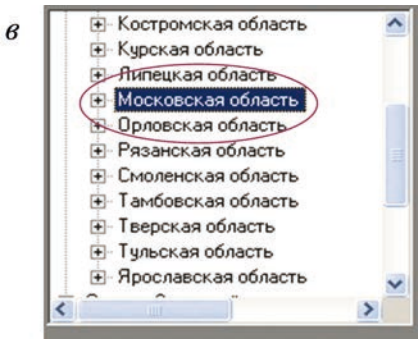 в
Костромская область
Курская область
Липецкая область
Московская область
Орловская область
Рязанская область
Смоленская область
Тамбовская область
Тверская область
Тульская область
Ярославская область